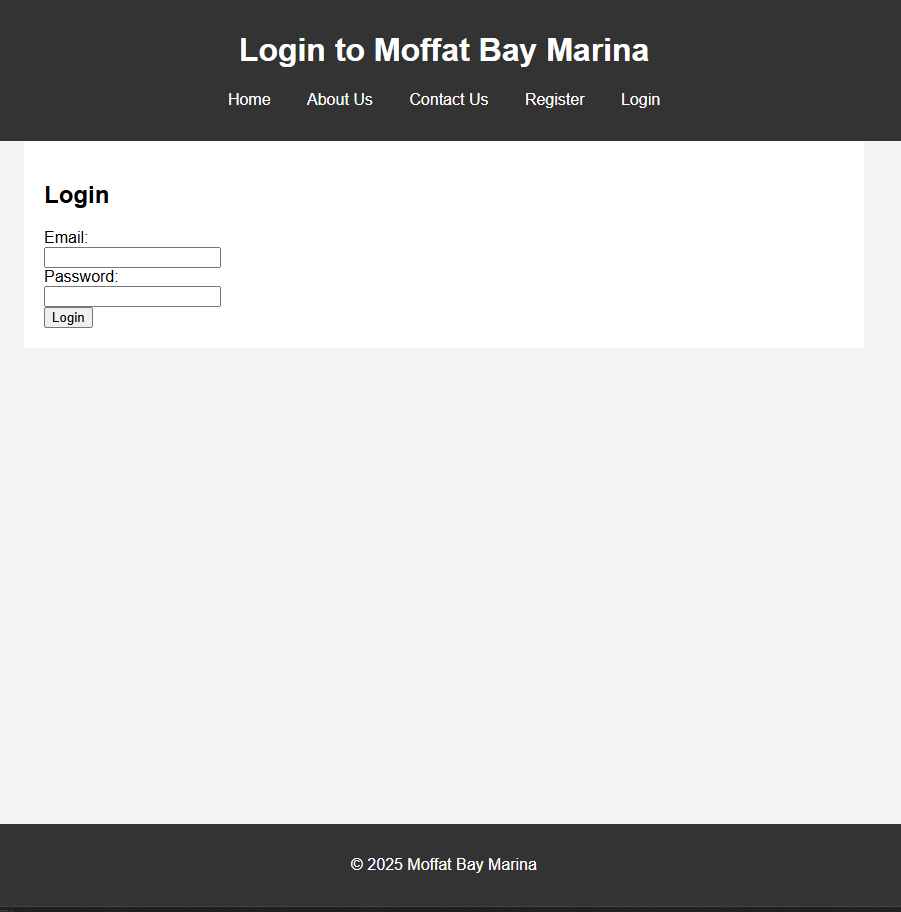 Login to Moffat Bay Marina
Home About Us Contact Us Register Login
Login
Email:
Password:
Login
© 2025 Moffat Bay Marina